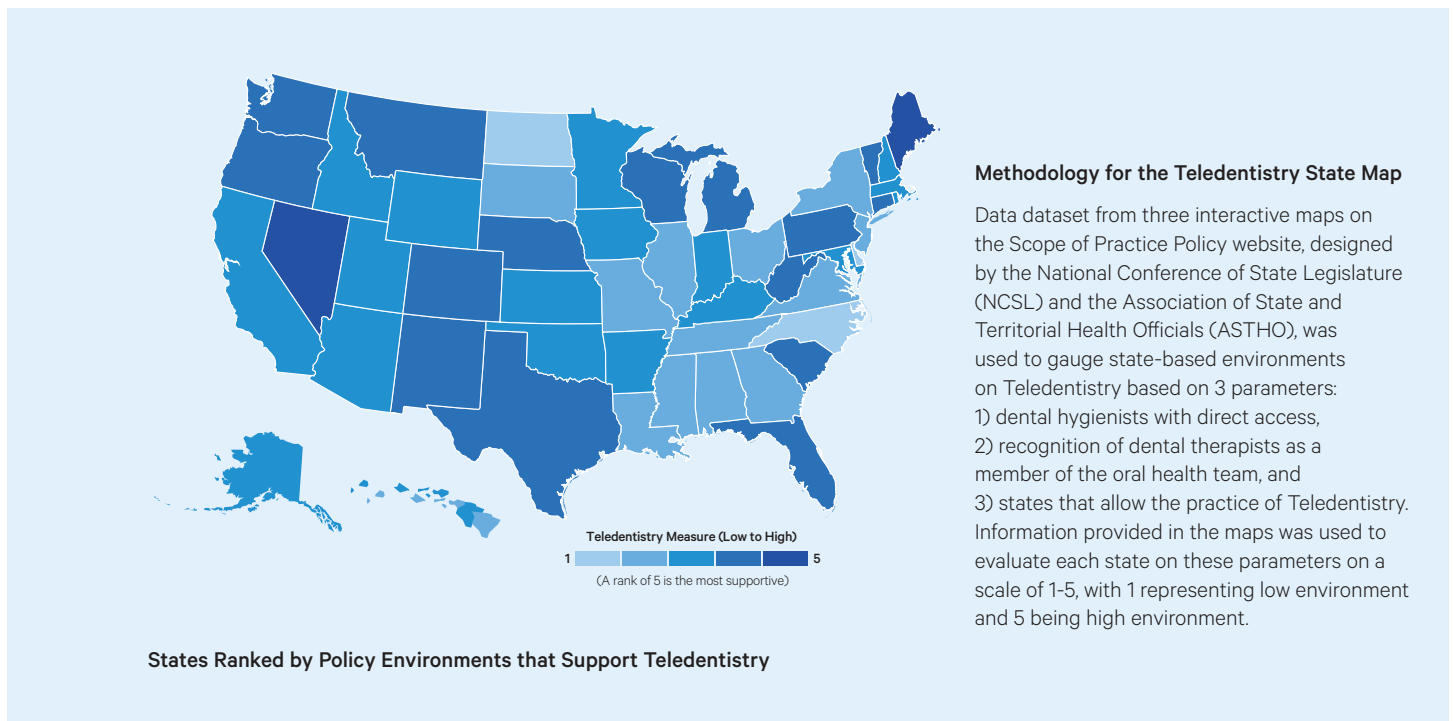 Methodology for the Teledentistry State Map
Data dataset from three interactive maps on
the Scope of Practice Policy website, designed
by the National Conference of State Legislature
(NCSL) and the Association of State and
Territorial Health Officials (ASTHO), was
used to gauge state-based environments
on Teledentistry based on 3 parameters:
1) dental hygienists with direct access,
2) recognition of dental therapists as a
member of the oral health team, and
3) states that allow the practice of Teledentistry.
Information provided in the maps was used to
evaluate each state on these parameters on a
scale of 1-5, with 1 representing low environment
and 5 being high environment.
Teledentistry Measure (Low to High)
1 5
(A rank of 5 is the most supportive)
States Ranked by Policy Environments that Support Teledentistry